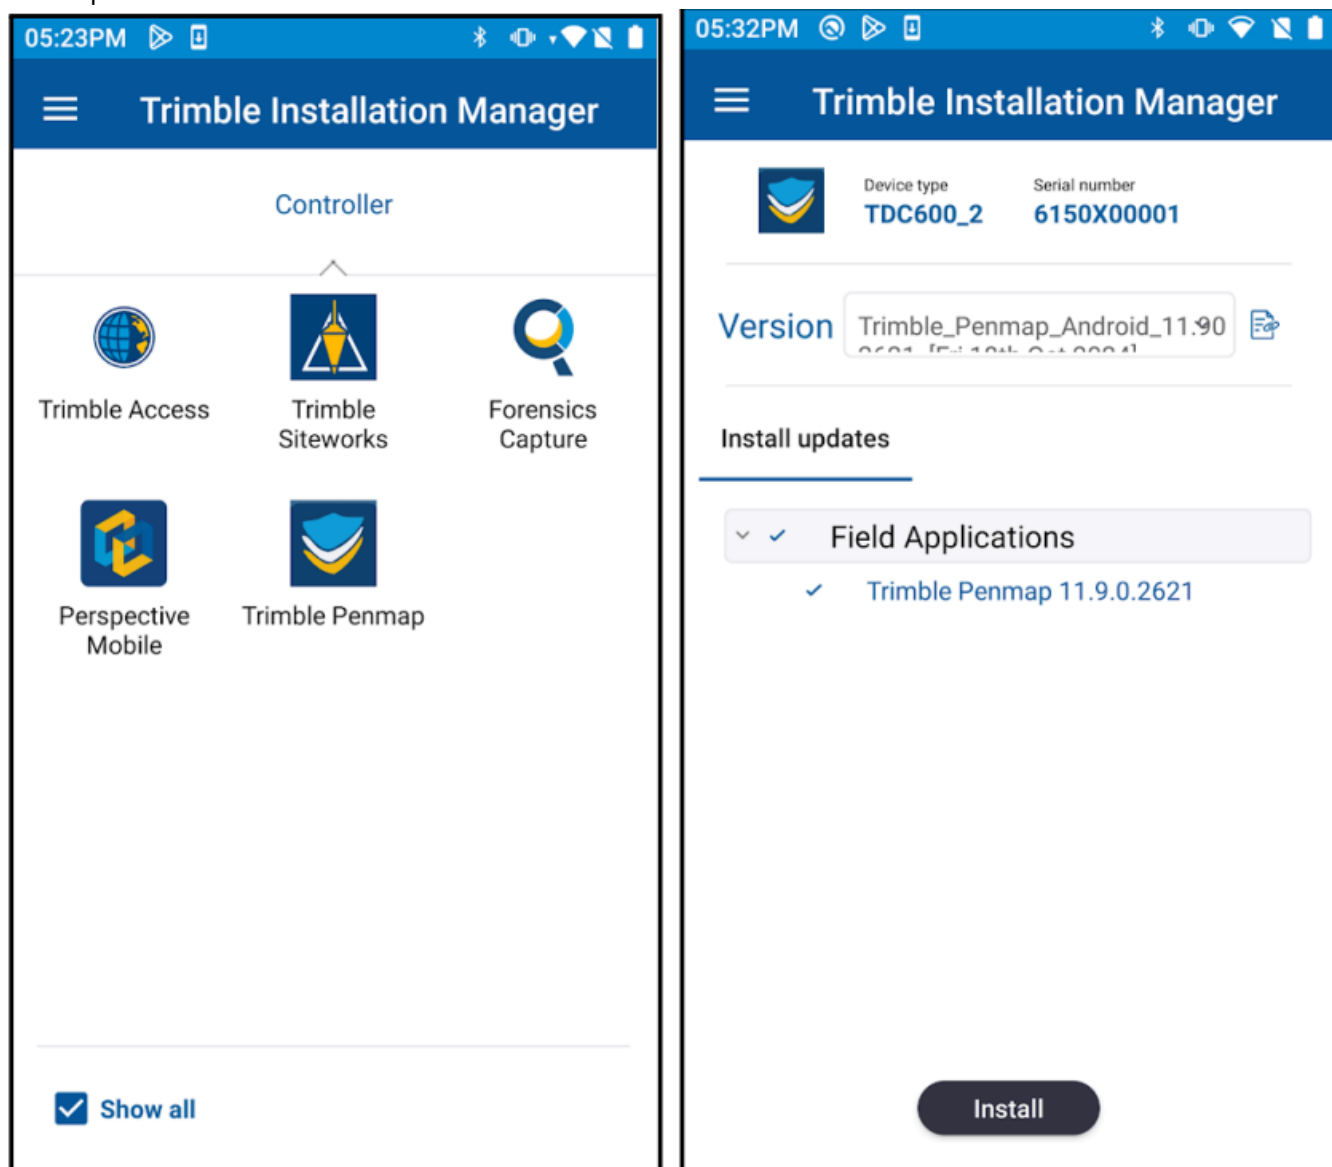 05:23PM
Trimble Installation Manager
Controller
Trimble Access
Trimble
Siteworks
Forensics
Capture
Perspective
Mobile
Trimble Penmap
Show all
05:32PM
Trimble Installation Manager
Device type
Serial number
TDC600_2
6150X00001
Version
Trimble_Penmap_Android_11.90
Install updates
Field Applications
Trimble Penmap 11.9.0.2621
Install